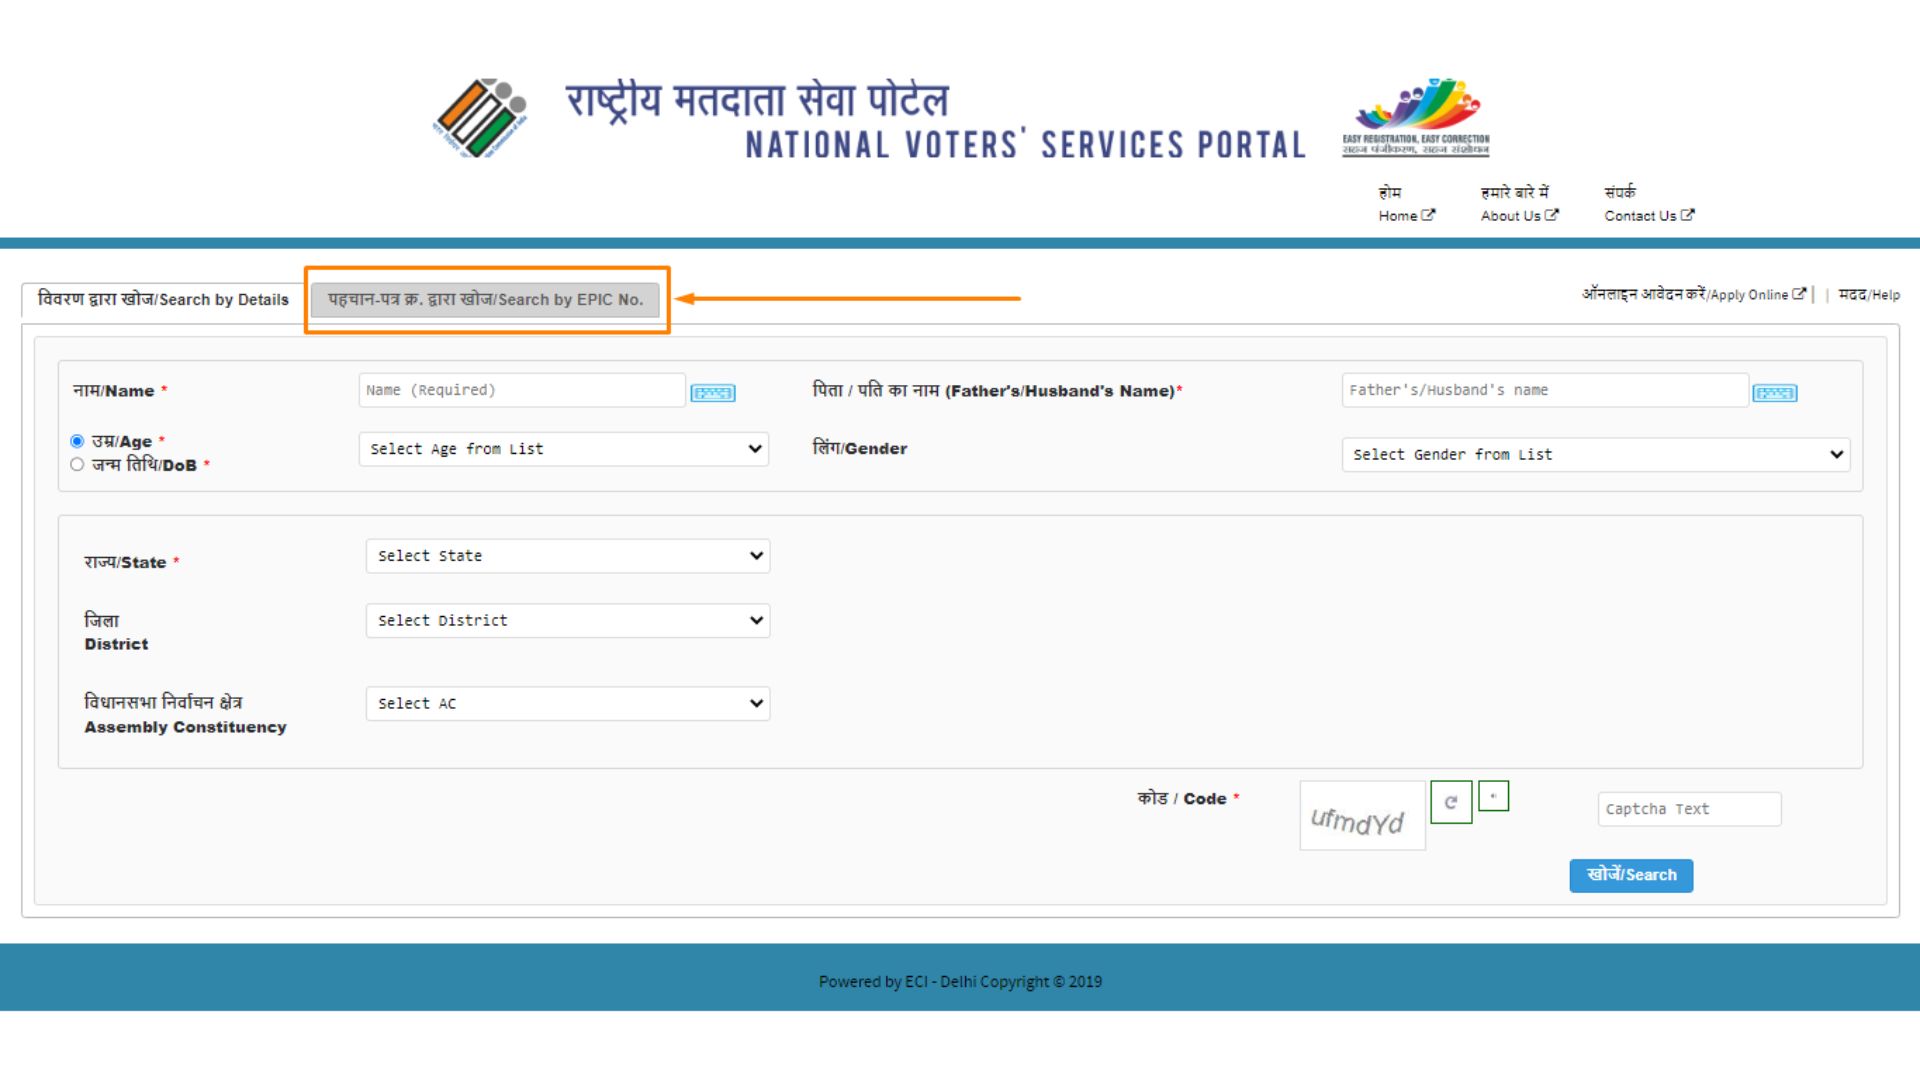 राष्ट्रीय मतदाता सेवा पोर्टल
NATIONAL VOTERS' SERVICES PORTAL
EASY REGISTRATION, EASY CORRECTION
सहज पंजीकरण, सहज संशोधन
होम हमारे बारे में संपर्क
Home About Us Contact Us
विवरण द्वारा खोज/Search by Details पहचान-पत्र क्र. द्वारा खोज/Search by EPIC No. ऑनलाइन आवेदन करें/Apply Online | | मदद/Help
नाम/Name * Name (Required) पिता / पति का नाम (Father's/Husband's Name)* Father's/Husband's name
उम्र/Age * Select Age from List लिंग/Gender Select Gender from List
जन्म तिथि/DoB *
राज्य/State * Select State
जिला Select District
District
विधानसभा निर्वाचन क्षेत्र Select AC
Assembly Constituency
कोड / Code * ufmdYd Captcha Text
खोजें/Search
Powered by ECI - Delhi Copyright © 2019